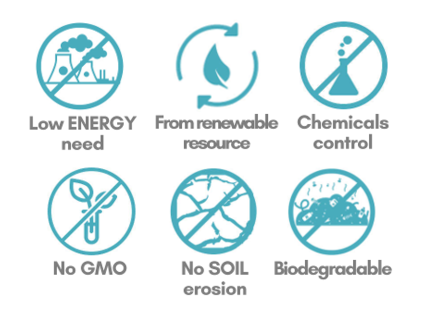 Low ENERGY
need
From renewable
resource
Chemicals
control
No GMO
No SOIL
erosion
Biodegradable